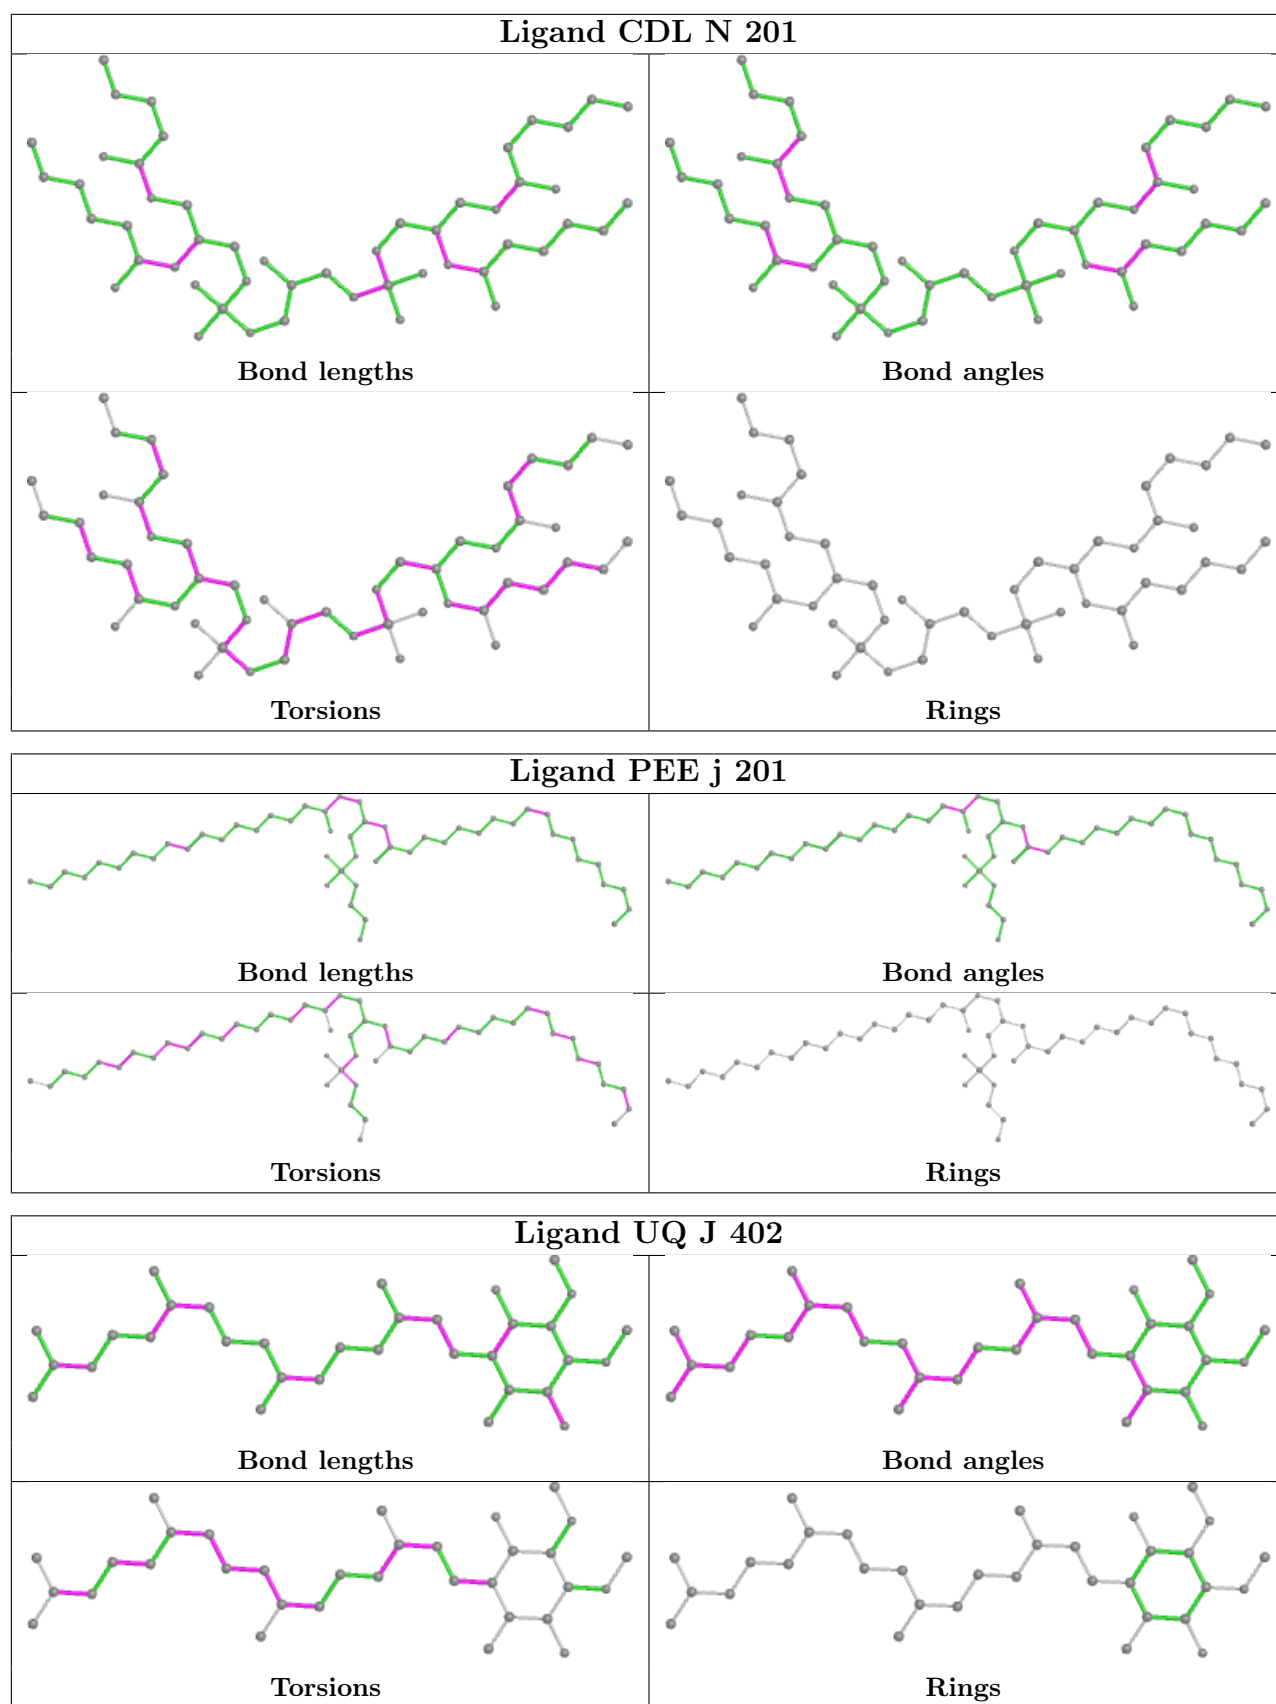 Ligand CDL N 201
Bond lengths
Bond angles
Torsions
Rings
Ligand PEE j 201
Bond lengths
Bond angles
Torsions
Rings
Ligand UQ J 402
Bond lengths
Bond angles
Torsions
Rings